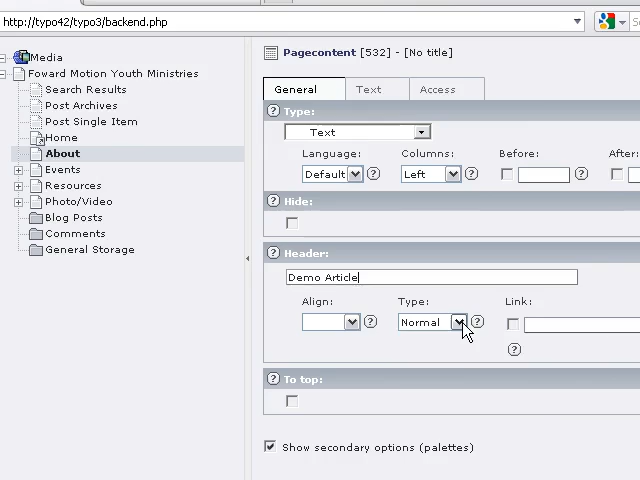 http://typo42/typo3/backend.php
Media
Foward Motion Youth Ministries
Search Results
Post Archives
Post Single Item
Home
About
Events
Resources
Photo/Video
Blog Posts
Comments
General Storage
Pagecontent [532] - [No title]
General Text Access
Type:
Text
Language: Columns: Before: After:
Default Left
Hide:
Header:
Demo Article
Align: Type: Link:
Normal
To top:
Show secondary options (palettes)